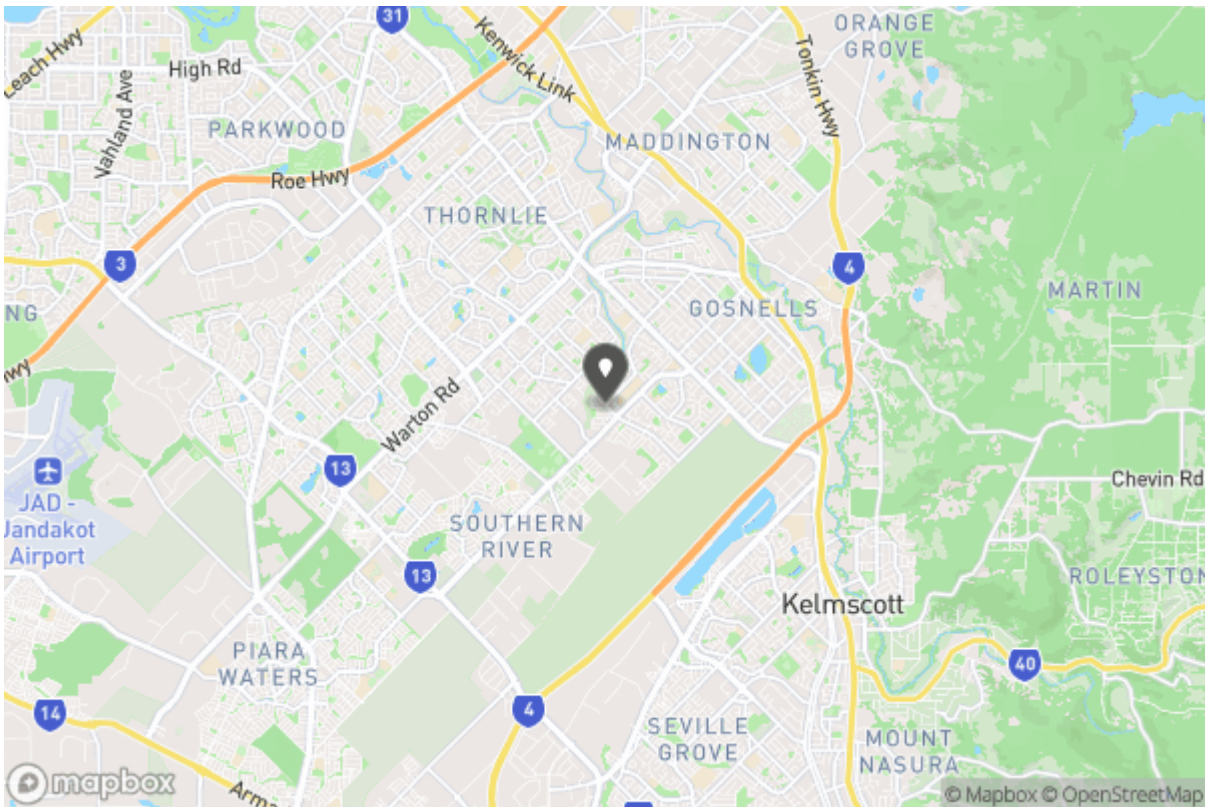 31
ORANGE
GROVE
Leach Hwy
High Rd
Kenwick Link
Tonkin Hwy
Vahland Ave
PARKWOOD
MADDINGTON
Roe Hwy
THORNLIE
3
4
MARTIN
NG
GOSNELLS
wy
Warton Rd
13
JAD -
Jandakot
Airport
Chevin Rd
SOUTHERN
RIVER
13
ROLEYSTON
Kelmscott
PIARA
WATERS
40
14
4
SEVILLE
GROVE
MOUNT
NASURA
mapbox
Arma
© Mapbox © OpenStreetMap